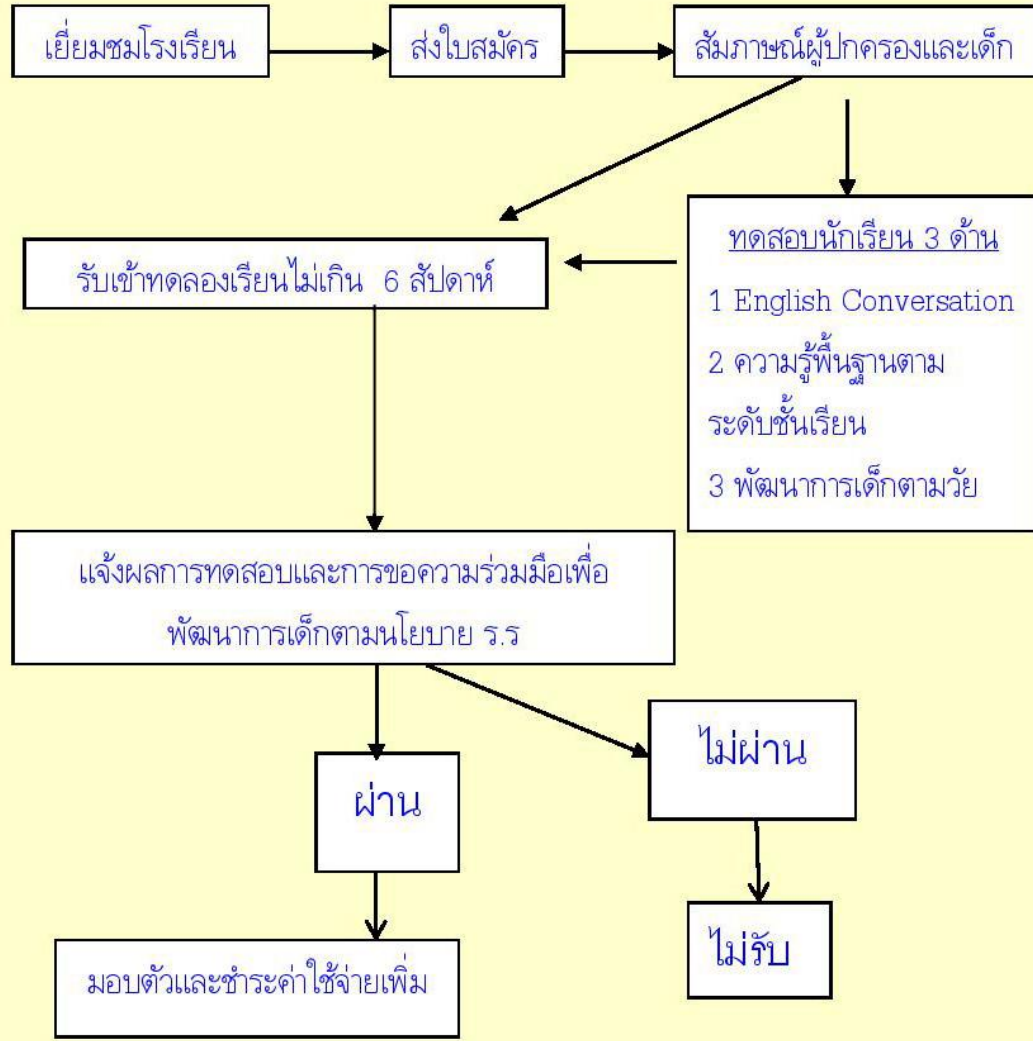 เยี่ยมชมโรงเรียน
ส่งใบสมัคร
สัมภาษณ์ผู้ปกครองและเด็ก
ทดสอบนักเรียน 3 ด้าน
1 English Conversation
2 ความรู้พื้นฐานตาม
ระดับชั้นเรียน
3 พัฒนาการเด็กตามวัย
รับเข้าทดลองเรียนไม่เกิน 6 สัปดาห์
แจ้งผลการทดสอบและการขอความร่วมมือเพื่อ
พัฒนาการเด็กตามนโยบาย ร.ร
ผ่าน
ไม่ผ่าน
มอบตัวและชำระค่าใช้จ่ายเพิ่ม
ไม่รับ